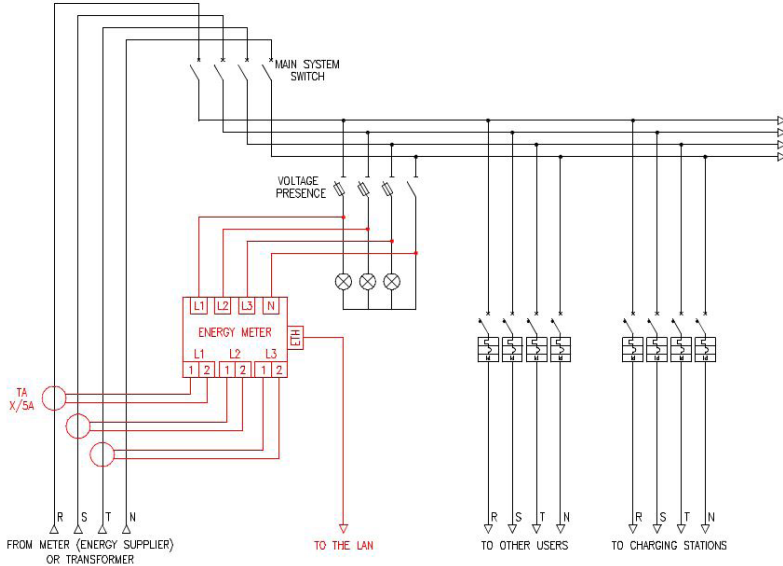 MAIN SYSTEM
SWITCH
VOLTAGE
PRESENCE
L1 L2 L3 N
ENERGY METER
ETH
L1 L2 L3
1 2 1 2 1 2
TA
X/5A
R S T N
R S T N
R S T N
FROM METER (ENERGY SUPPLIER)
OR TRANSFORMER
TO THE LAN
TO OTHER USERS
TO CHARGING STATIONS